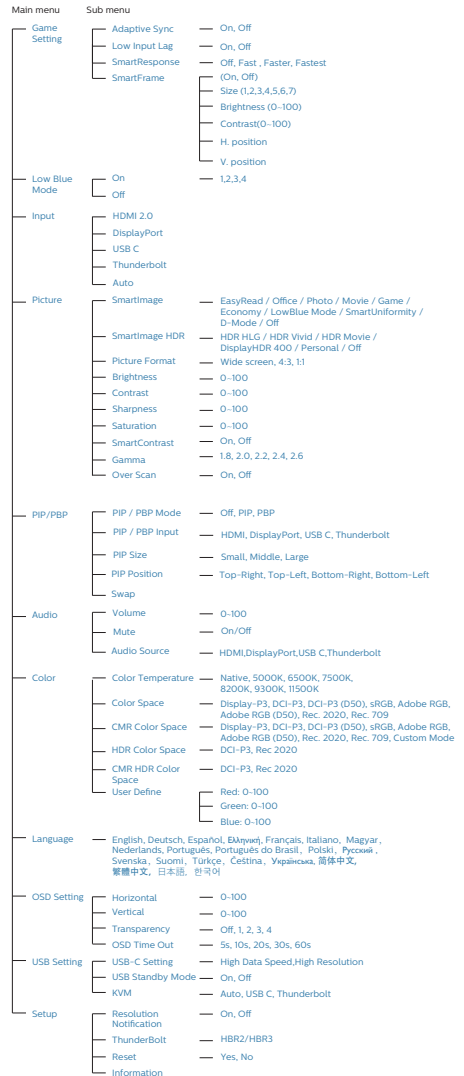 Main menu Sub menu
Game
Setting
Adaptive Sync On, Off
Low Input Lag On, Off
SmartResponse Off, Fast , Faster, Fastest
SmartFrame (On, Off)
Size (1,2,3,4,5,6,7)
Brightness (0~100)
Contrast(0~100)
H. position
V. position
Low Blue
Mode
On 1,2,3,4
Off
Input HDMI 2.0
DisplayPort
USB C
Thunderbolt
Auto
Picture SmartImage EasyRead / Office / Photo / Movie / Game /
Economy / LowBlue Mode / SmartUniformity /
D-Mode / Off
SmartImage HDR HDR HLG / HDR Vivid / HDR Movie /
DisplayHDR 400 / Personal / Off
Picture Format Wide screen, 4:3, 1:1
Brightness 0~100
Contrast 0~100
Sharpness 0~100
Saturation 0~100
SmartContrast On, Off
Gamma 1.8, 2.0, 2.2, 2.4, 2.6
Over Scan On, Off
PIP/PBP PIP / PBP Mode Off, PIP, PBP
PIP / PBP Input HDMI, DisplayPort, USB C, Thunderbolt
PIP Size Small, Middle, Large
PIP Position Top-Right, Top-Left, Bottom-Right, Bottom-Left
Swap
Audio Volume 0-100
Mute On/Off
Audio Source HDMI,DisplayPort,USB C,Thunderbolt
Color Color Temperature Native, 5000K, 6500K, 7500K,
8200K, 9300K, 11500K
Color Space Display-P3, DCI-P3, DCI-P3 (D50), sRGB, Adobe RGB,
Adobe RGB (D50), Rec. 2020, Rec. 709
CMR Color Space Display-P3, DCI-P3, DCI-P3 (D50), sRGB, Adobe RGB,
Adobe RGB (D50), Rec. 2020, Rec. 709, Custom Mode
HDR Color Space DCI-P3, Rec 2020
CMR HDR Color
Space
DCI-P3, Rec 2020
User Define Red: 0-100
Green: 0-100
Blue: 0-100
Language English, Deutsch, Español, Ελληνική, Français, Italiano, Magyar,
Nederlands, Português, Português do Brasil, Polski, Русский ,
Svenska, Suomi, Türkçe, Čeština, Українська, 简体中文,
繁體中文, 日本語, 한국어
OSD Setting Horizontal 0-100
Vertical 0-100
Transparency Off, 1, 2, 3, 4
OSD Time Out 5s, 10s, 20s, 30s, 60s
USB Setting USB-C Setting High Data Speed,High Resolution
USB Standby Mode On, Off
KVM Auto, USB C, Thunderbolt
Setup Resolution
Notification
On, Off
ThunderBolt HBR2/HBR3
Reset Yes, No
Information